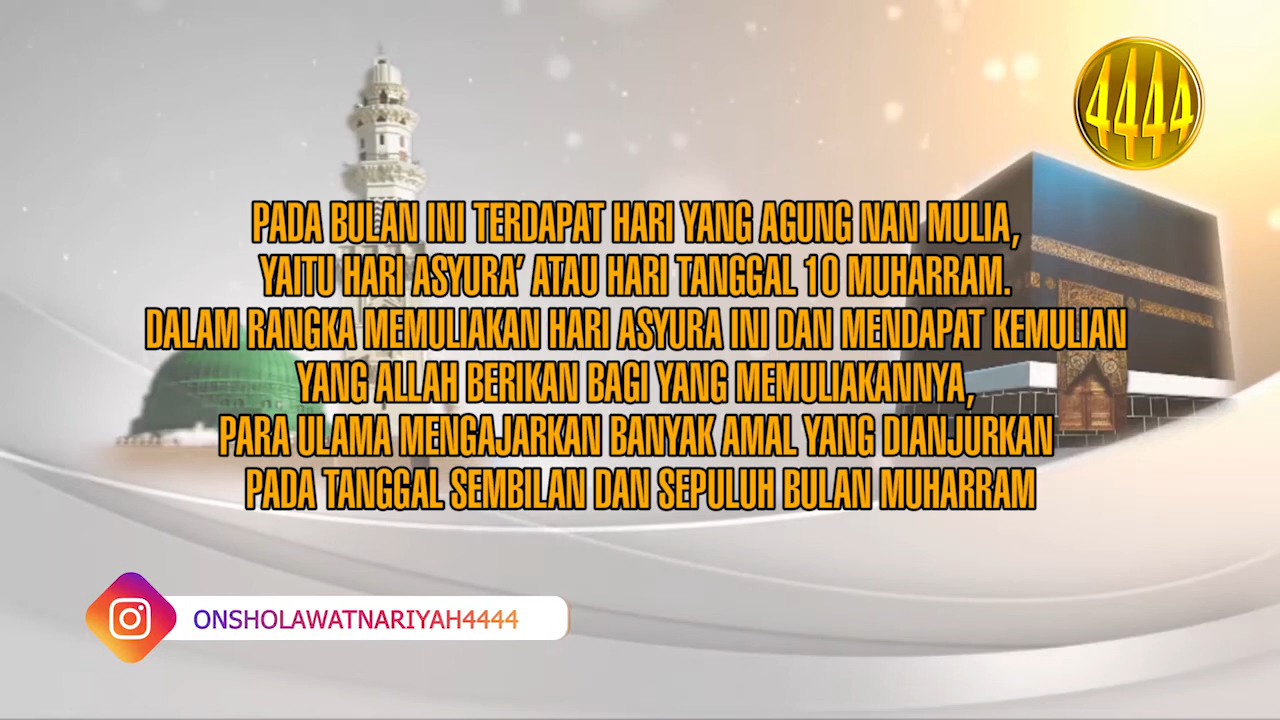 4444
PADA BULAN INI TERDAPAT HARI YANG AGUNG NAN MULIA,
YAITU HARI ASYURA' ATAU HARI TANGGAL 10 MUHARRAM.
DALAM RANGKA MEMULIAKAN HARI ASYURA INI DAN MENDAPAT KEMULIAN
YANG ALLAH BERIKAN BAGI YANG MEMULIAKANNYA,
PARA ULAMA MENGAJARKAN BANYAK AMAL YANG DIANJURKAN
PADA TANGGAL SEMBILAN DAN SEPULUH BULAN MUHARRAM
ONSHOLAWATNARIYAH4444